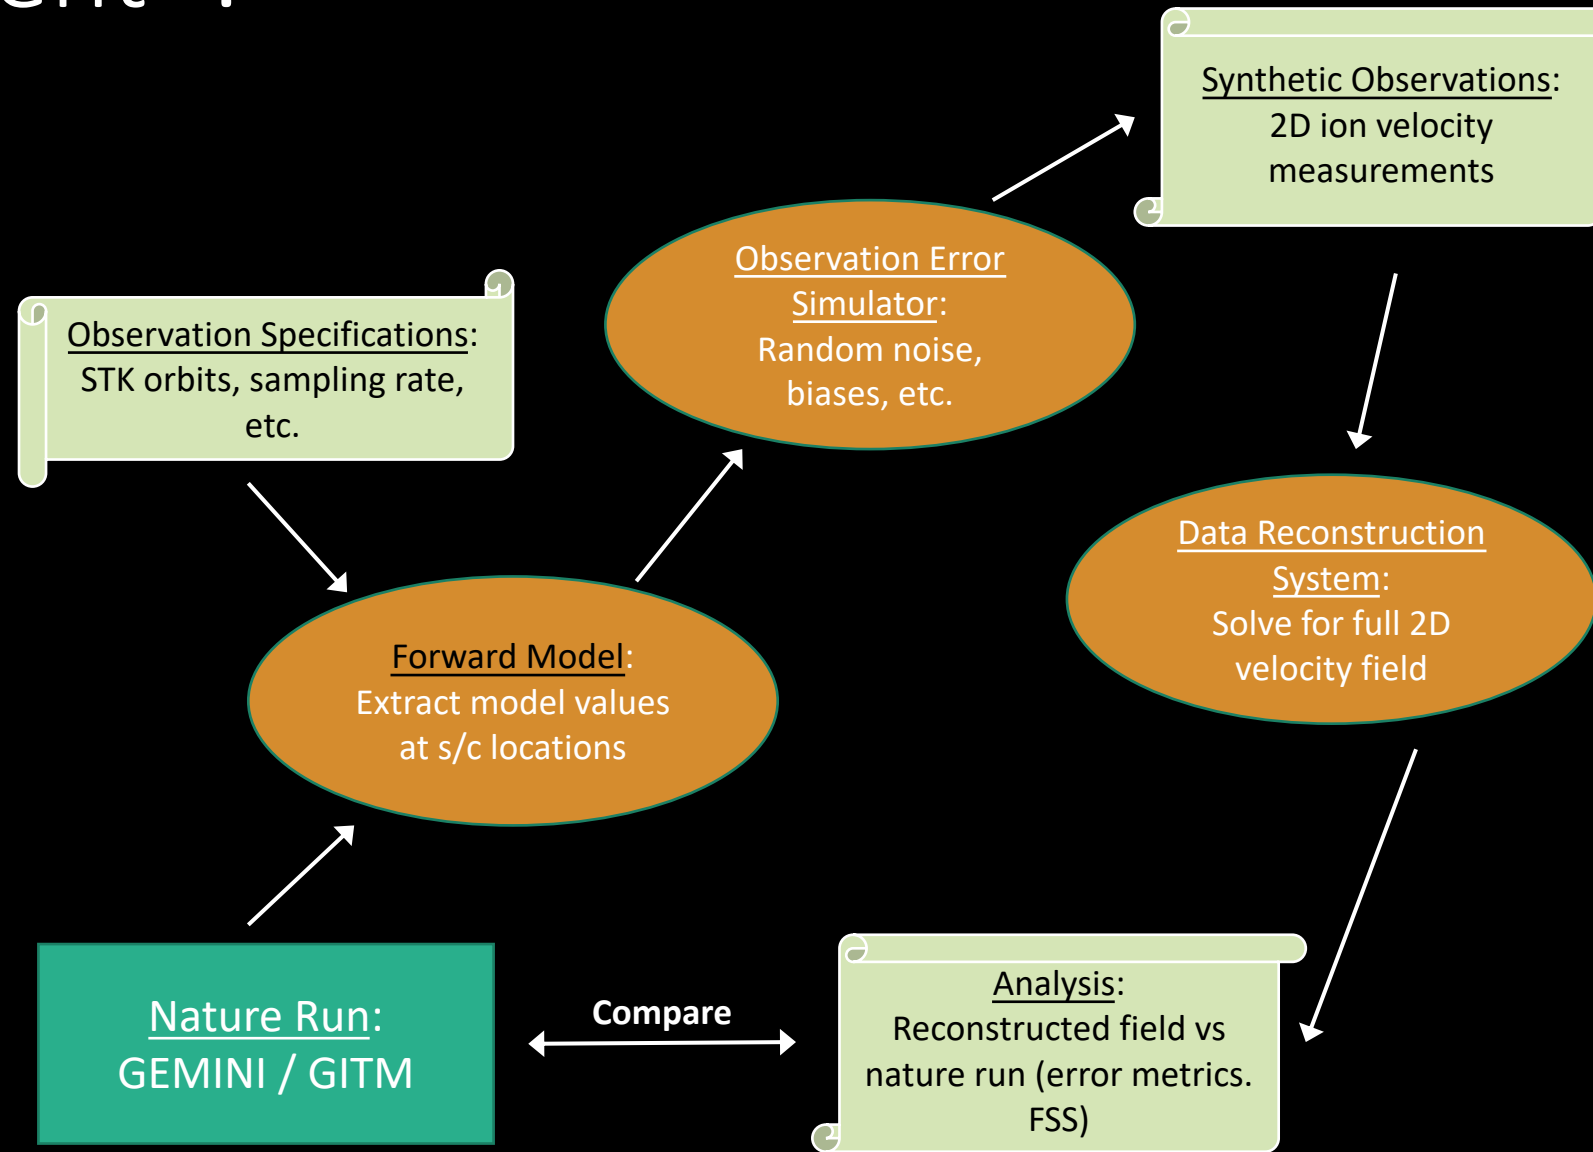 Synthetic Observations:
2D ion velocity
measurements
Observation Error
Simulator:
Random noise,
biases, etc.
Observation Specifications:
STK orbits, sampling rate,
etc.
Data Reconstruction
System:
Solve for full 2D
velocity field
Forward Model:
Extract model values
at s/c locations
Nature Run:
GEMINI / GITM
Compare
Analysis:
Reconstructed field vs
nature run (error metrics.
FSS)